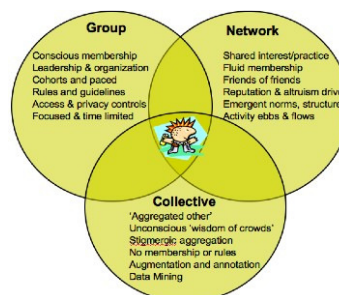 Group
Conscious membership
Leadership & organization
Cohorts and paced
Rules and guidelines
Access & privacy controls
Focused & time limited
Network
Shared interest/practice
Fluid membership
Friends of friends
Reputation & altruism drive
Emergent norms, structure
Activity ebbs & flows
Collective
'Aggregated other'
Unconscious 'wisdom of crowds'
Stigmergic aggregation
No membership or rules
Augmentation and annotation
Data Mining